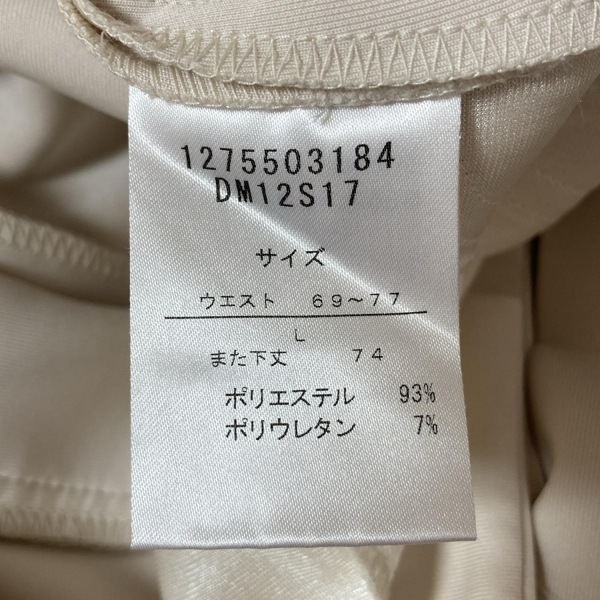 1275503184
DM12S17
サイズ
ウエスト 69～77
L
また下丈 74
ポリエステル 93%
ポリウレタン 7%